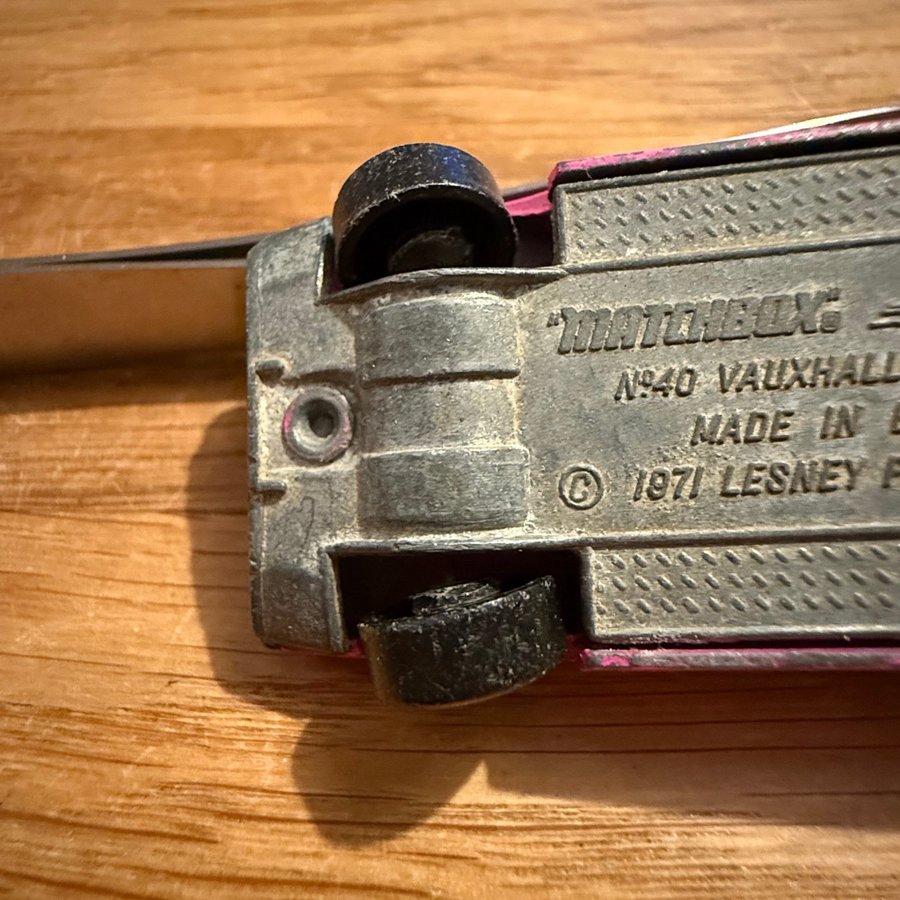 "MATCHBOX"®
Nº40 VAUXHALL
MADE IN
© 1971 LESNEY